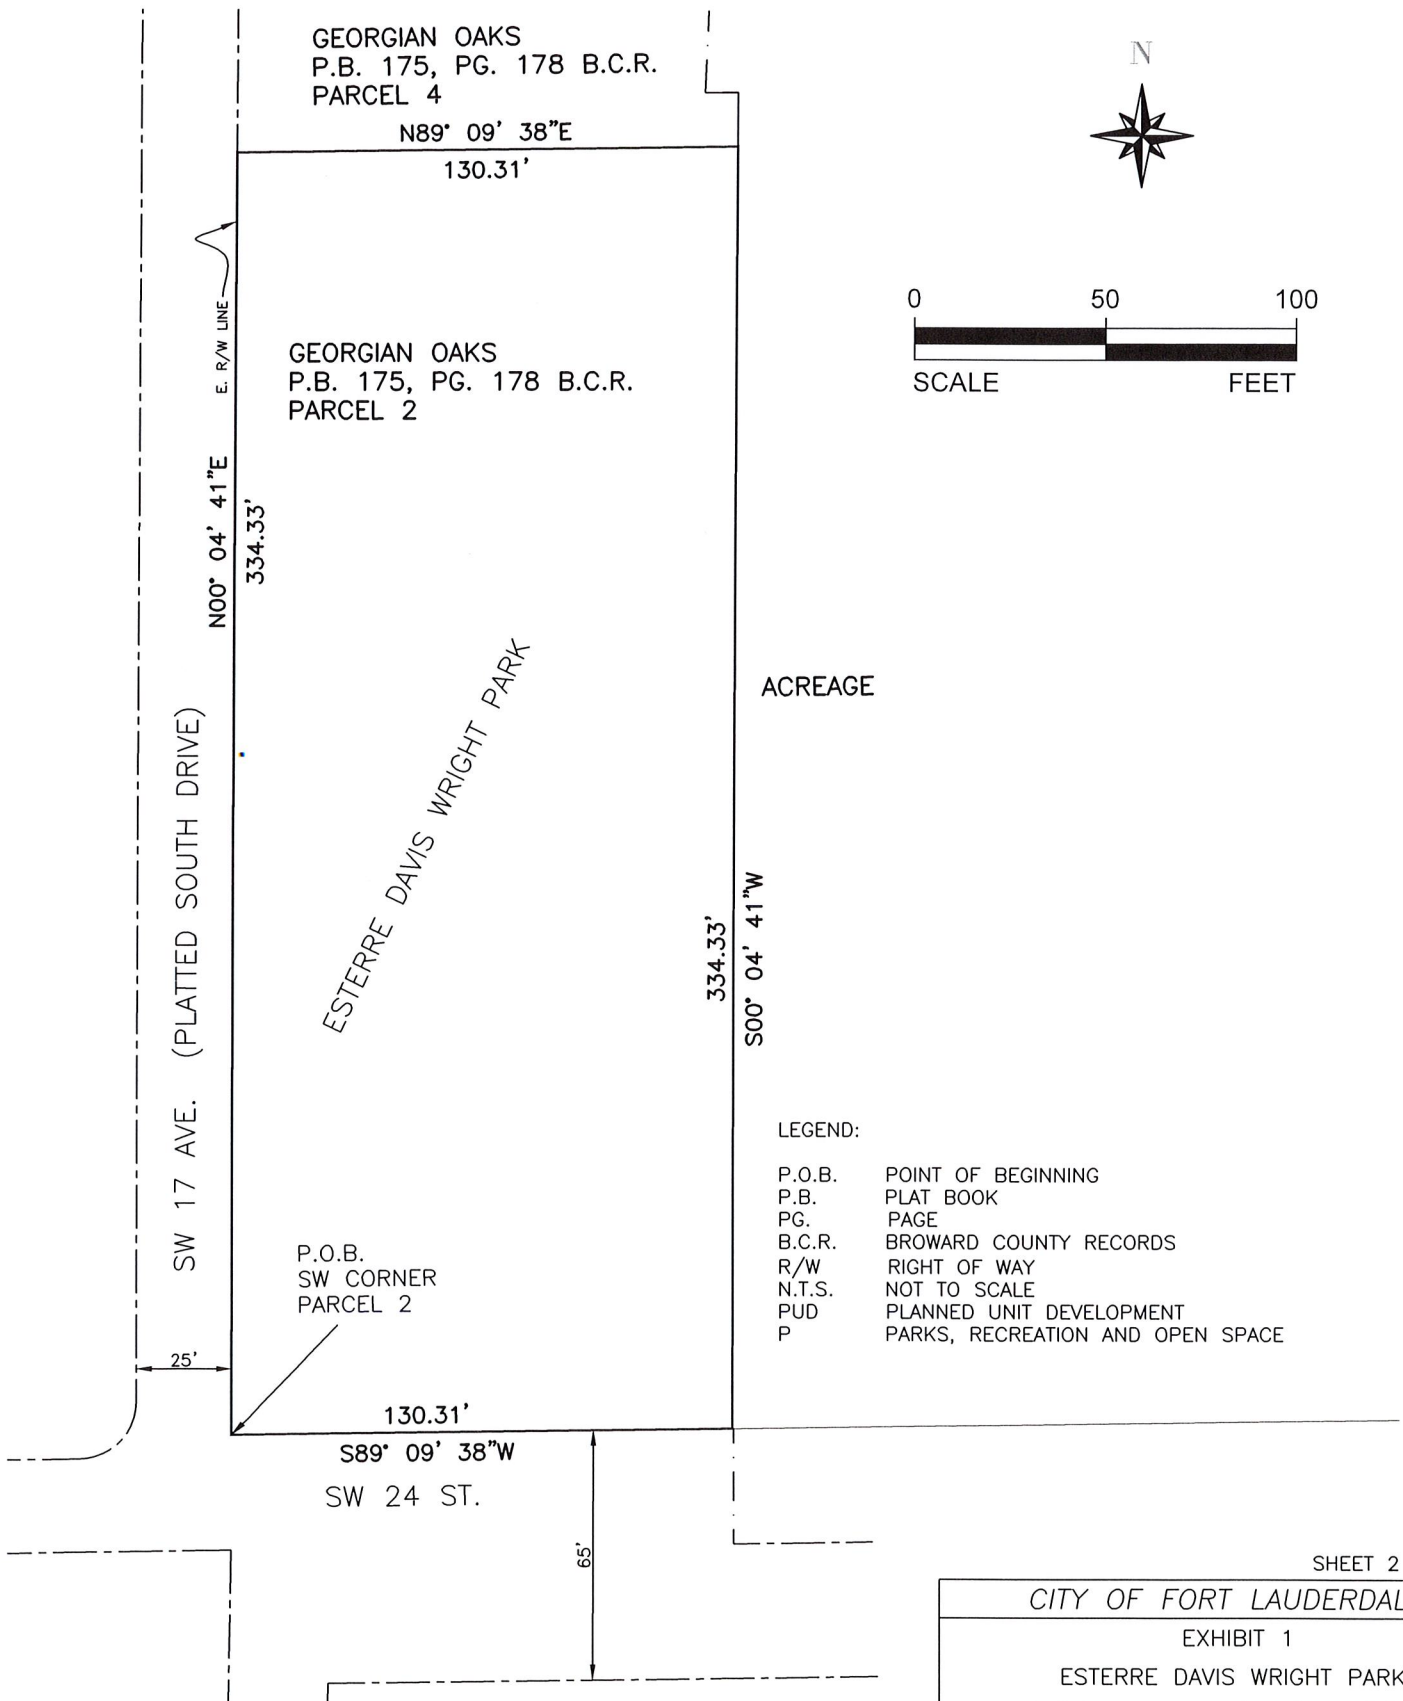 GEORGIAN OAKS
P.B. 175, PG. 178 B.C.R.
PARCEL 4
N89° 09' 38"E
130.31'
N
0 50 100
SCALE FEET
E. R/W LINE
GEORGIAN OAKS
P.B. 175, PG. 178 B.C.R.
PARCEL 2
N00° 04' 41"E
334.33'
ESTERRE DAVIS WRIGHT PARK
ACREAGE
SW 17 AVE. (PLATTED SOUTH DRIVE)
334.33'
S00° 04' 41"W
LEGEND:
P.O.B. POINT OF BEGINNING
P.B. PLAT BOOK
PG. PAGE
B.C.R. BROWARD COUNTY RECORDS
R/W RIGHT OF WAY
N.T.S. NOT TO SCALE
PUD PLANNED UNIT DEVELOPMENT
P PARKS, RECREATION AND OPEN SPACE
P.O.B.
SW CORNER
PARCEL 2
25'
130.31'
S89° 09' 38"W
SW 24 ST.
65'
SHEET 2
CITY OF FORT LAUDERDAL
EXHIBIT 1
ESTERRE DAVIS WRIGHT PARK